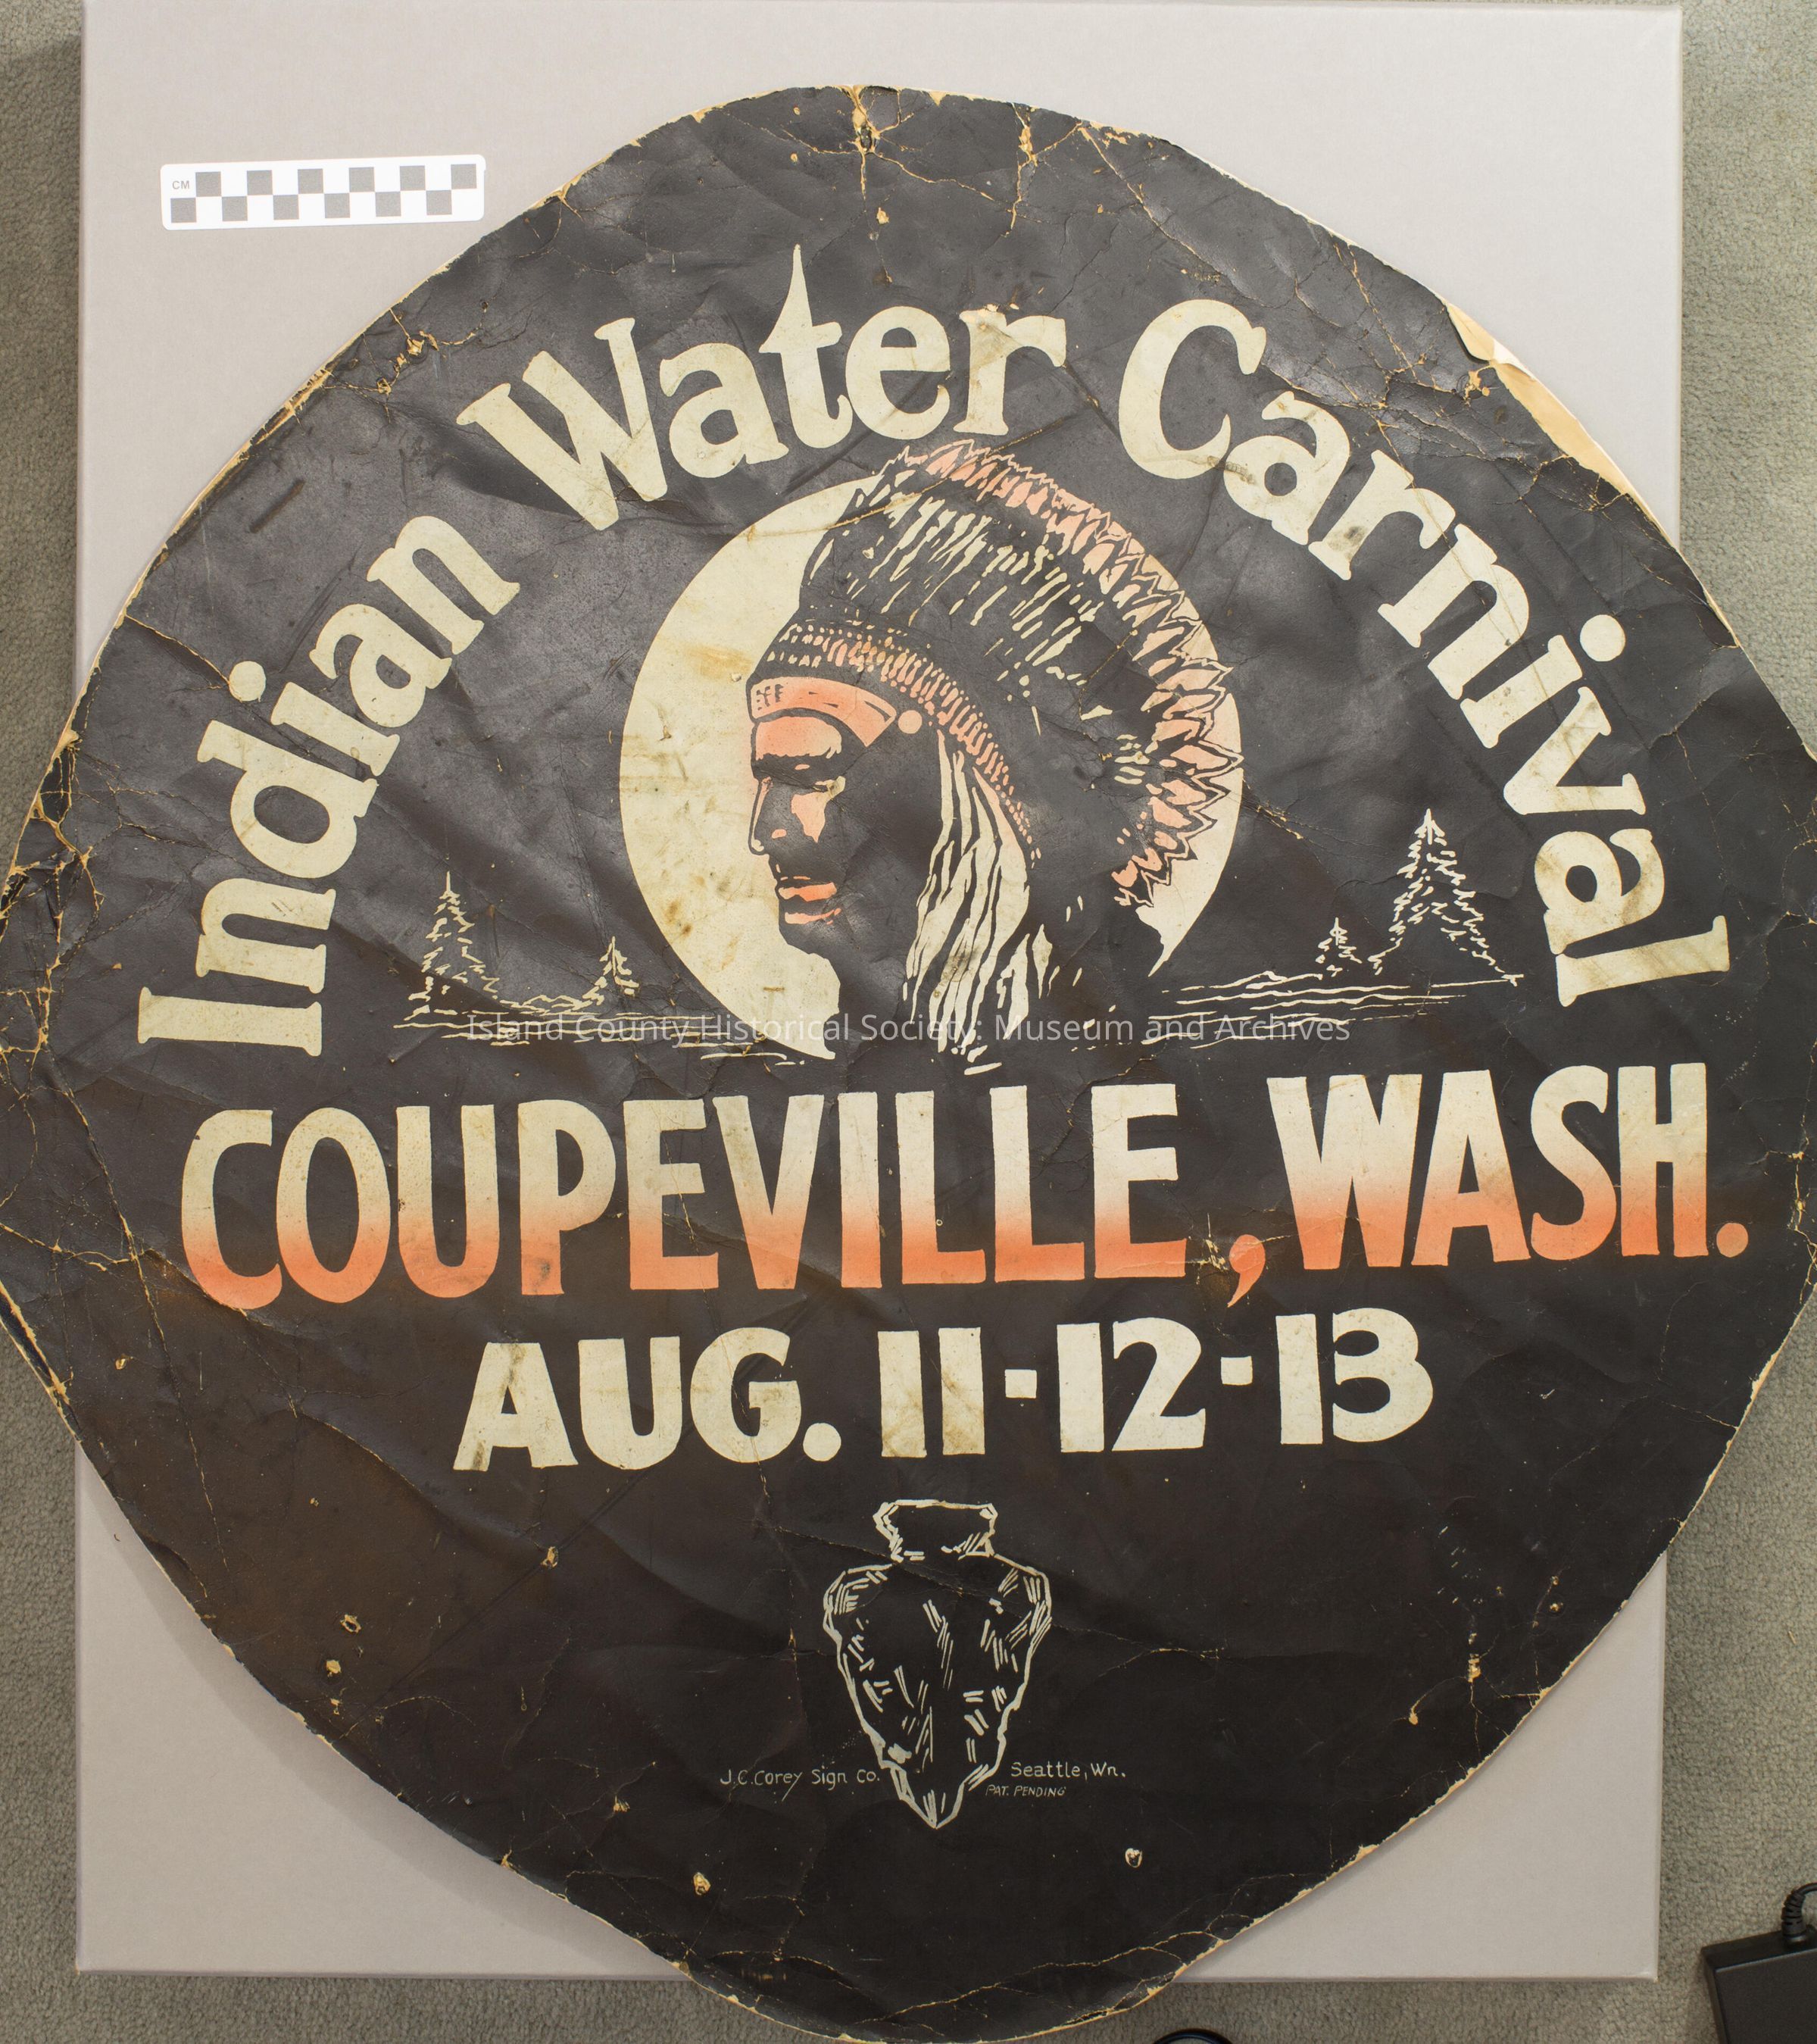 CM
Indian Water Carnival
Island County Historical Society: Museum and Archives
COUPEVILLE, WASH.
AUG. 11-12-13
J.C. Corey Sign Co. Seattle, Wn.
PAT. PENDING